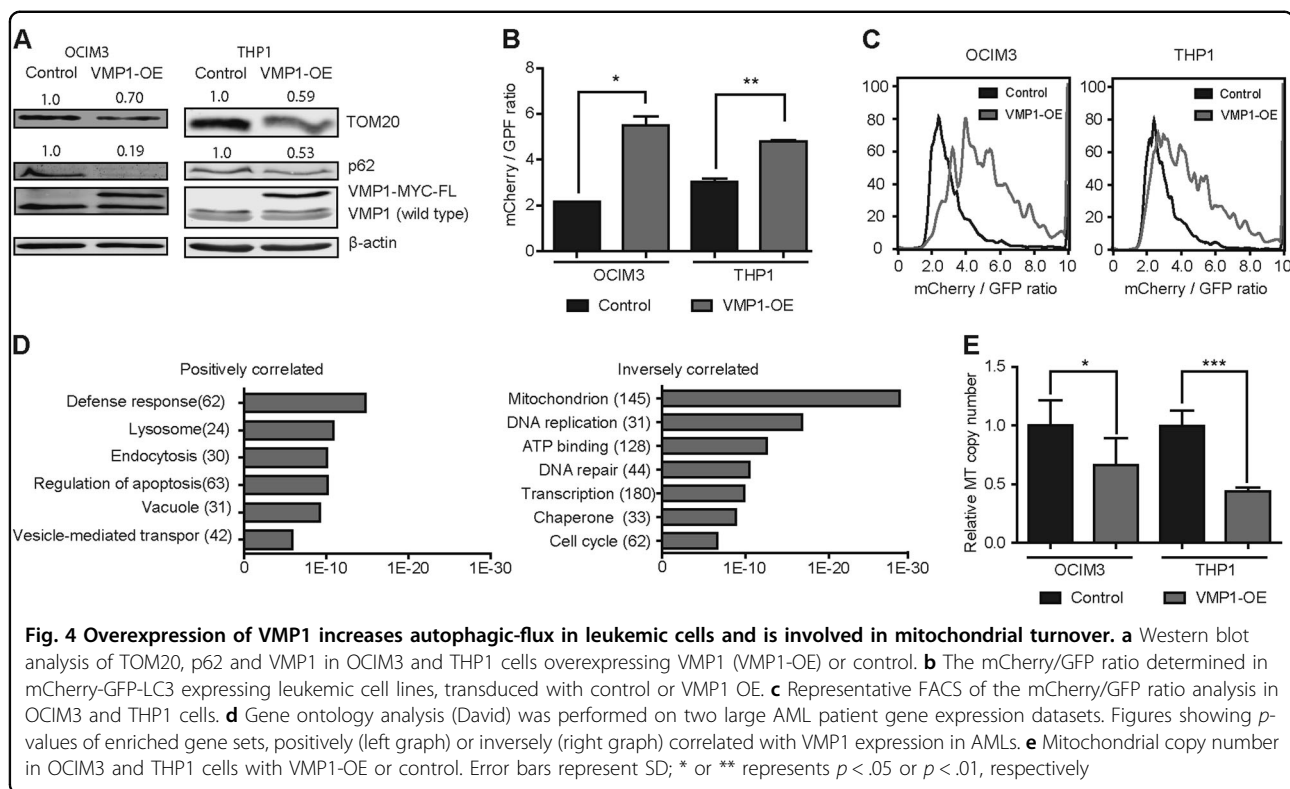 A
OCIM3
THP1
Control VMP1-OE
Control VMP1-OE
1.0 0.70
1.0 0.59
TOM20
1.0 0.19
1.0 0.53
p62
VMP1-MYC-FL
VMP1 (wild type)
β-actin
B
8
6
4
2
0
mCherry / GPF ratio
*
**
OCIM3 THP1
Control VMP1-OE
C
OCIM3 THP1
100
80
60
40
20
0
Control
VMP1-OE
0 2.0 4.0 6.0 8.0 10
mCherry / GFP ratio
100
80
60
40
20
0
Control
VMP1-OE
0 2.0 4.0 6.0 8.0 10
mCherry / GFP ratio
D
Positively correlated
Defense response(62)
Lysosome(24)
Endocytosis (30)
Regulation of apoptosis(63)
Vacuole (31)
Vesicle-mediated transpor (42)
0 1E-10 1E-20 1E-30
Inversely correlated
Mitochondrion (145)
DNA replication (31)
ATP binding (128)
DNA repair (44)
Transcription (180)
Chaperone (33)
Cell cycle (62)
0 1E-10 1E-20 1E-30
E
Relative MT copy number
1.5
1.0
0.5
0.0
*
***
OCIM3 THP1
Control VMP1-OE
Fig. 4 Overexpression of VMP1 increases autophagic-flux in leukemic cells and is involved in mitochondrial turnover. a Western blot
analysis of TOM20, p62 and VMP1 in OCIM3 and THP1 cells overexpressing VMP1 (VMP1-OE) or control. b The mCherry/GFP ratio determined in
mCherry-GFP-LC3 expressing leukemic cell lines, transduced with control or VMP1 OE. c Representative FACS of the mCherry/GFP ratio analysis in
OCIM3 and THP1 cells. d Gene ontology analysis (David) was performed on two large AML patient gene expression datasets. Figures showing p-
values of enriched gene sets, positively (left graph) or inversely (right graph) correlated with VMP1 expression in AMLs. e Mitochondrial copy number
in OCIM3 and THP1 cells with VMP1-OE or control. Error bars represent SD; * or ** represents p < .05 or p < .01, respectively